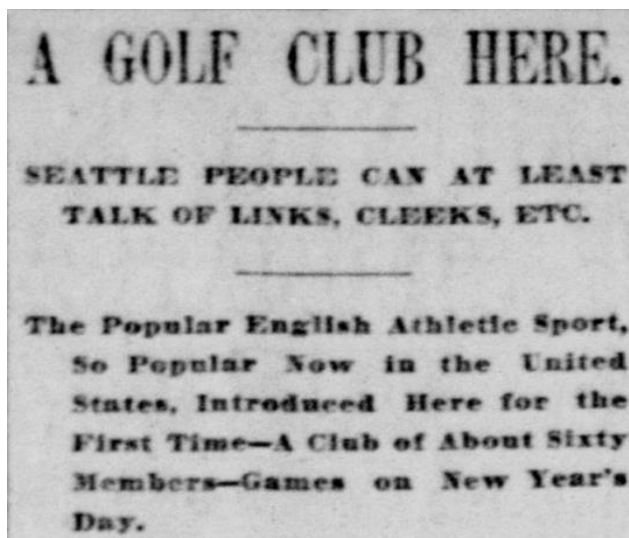 A GOLF CLUB HERE.
SEATTLE PEOPLE CAN AT LEAST
TALK OF LINKS, CLEEKS, ETC.
The Popular English Athletic Sport,
So Popular Now in the United
States, Introduced Here for the
First Time—A Club of About Sixty
Members—Games on New Year's
Day.